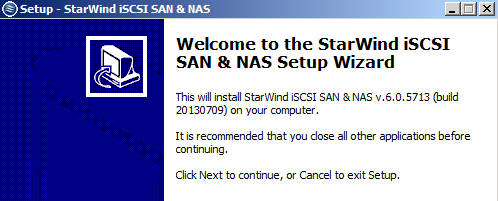 Setup - StarWind iSCSI SAN & NAS
Welcome to the StarWind iSCSI
SAN & NAS Setup Wizard
This will install StarWind iSCSI SAN & NAS v.6.0.5713 (build
20130709) on your computer.
It is recommended that you close all other applications before
continuing.
Click Next to continue, or Cancel to exit Setup.